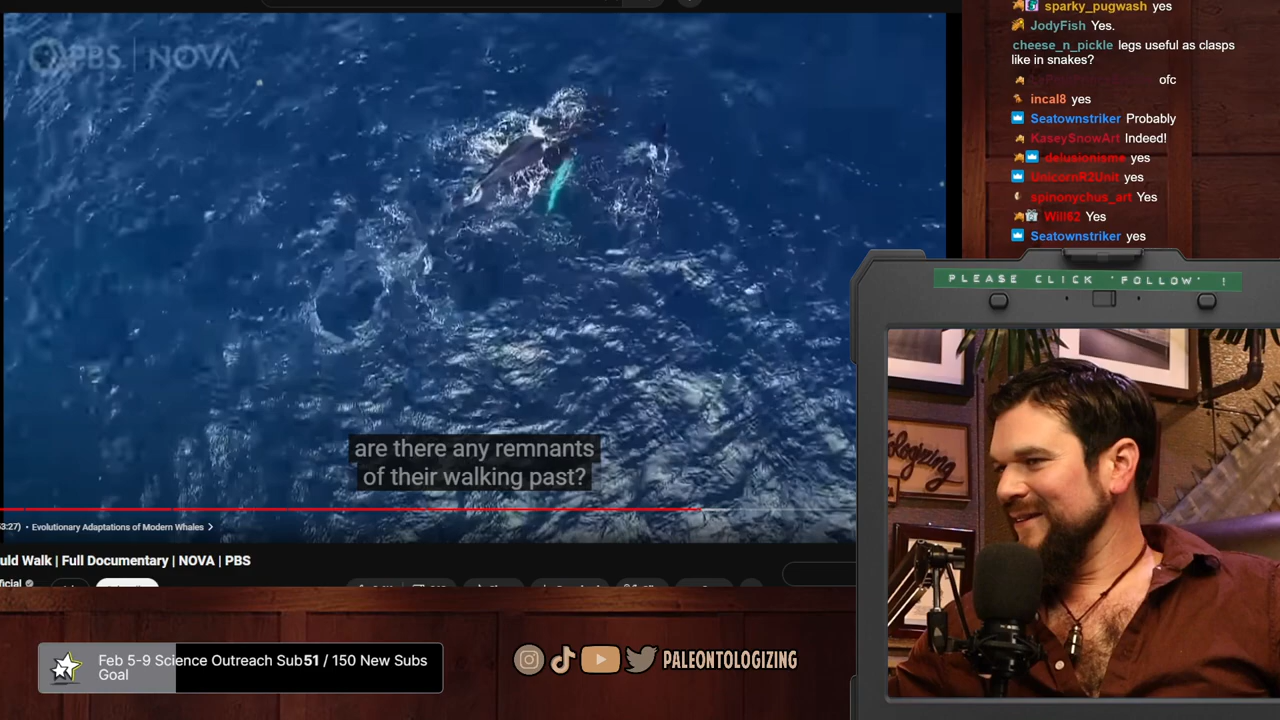 PBS | NOVA
sparky_pugwash yes
JodyFish Yes.
cheese_n_pickle legs useful as clasps
like in snakes?
ofc
incal8 yes
Seatownstriker Probably
KaseySnowArt Indeed!
delusionisme yes
UnicornR2Unit yes
spinonychus_art Yes
Will62 Yes
Seatownstriker yes
PLEASE CLICK "FOLLOW" !
are there any remnants
of their walking past?
3:27) • Evolutionary Adaptations of Modern Whales >
uld Walk | Full Documentary | NOVA | PBS
ficial
ologizing
Feb 5-9 Science Outreach Sub 51 / 150 New Subs
Goal
PALEONTOLOGIZING